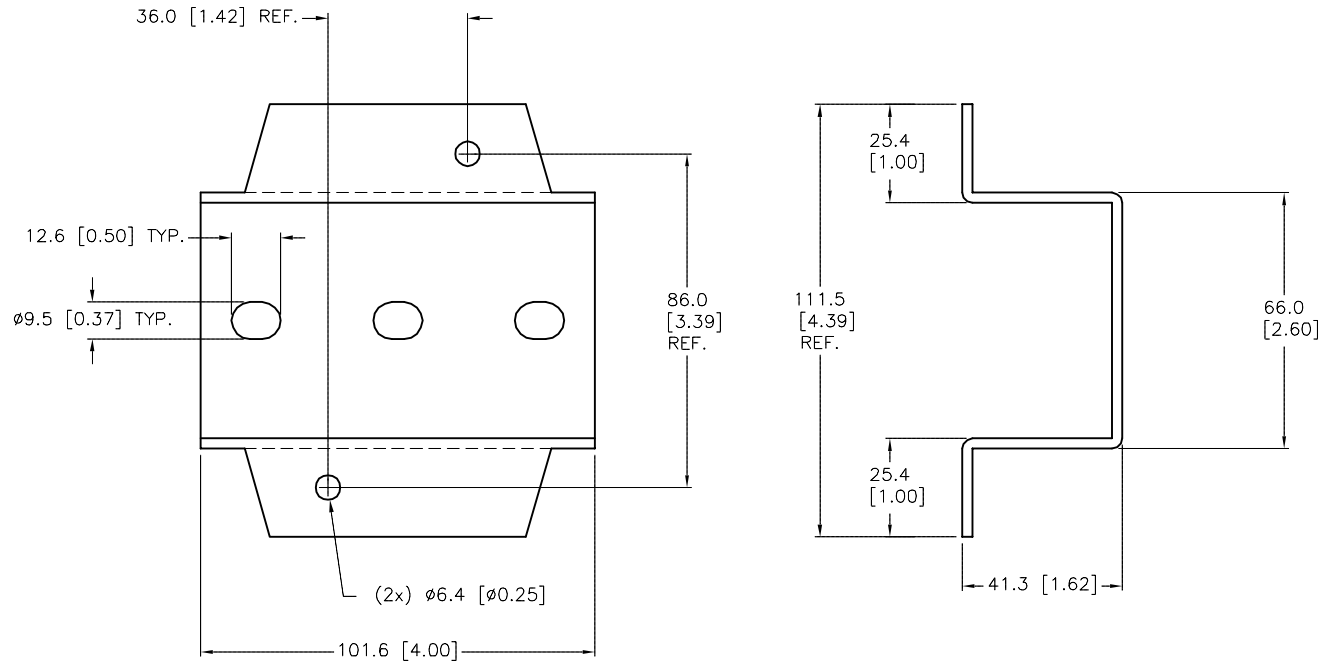 36.0 [1.42] REF.
12.6 [0.50] TYP.
ø9.5 [0.37] TYP.
86.0
[3.39]
REF.
(2x) ø6.4 [ø0.25]
101.6 [4.00]
25.4
[1.00]
111.5
[4.39]
REF.
66.0
[2.60]
25.4
[1.00]
41.3 [1.62]